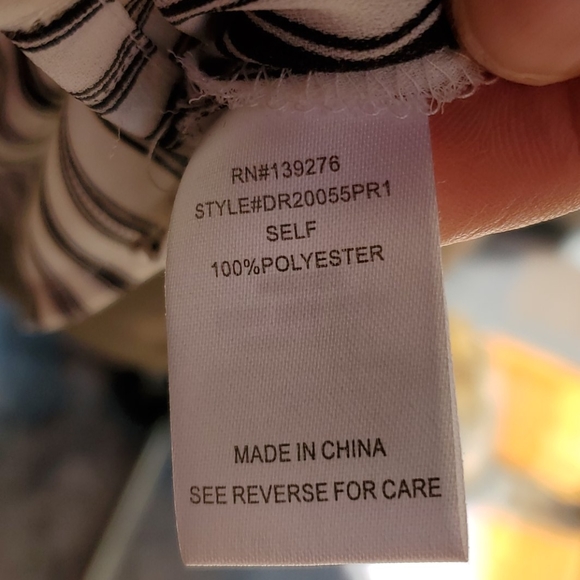 RN#139276
STYLE#DR20055PR1
SELF
100%POLYESTER
MADE IN CHINA
SEE REVERSE FOR CARE